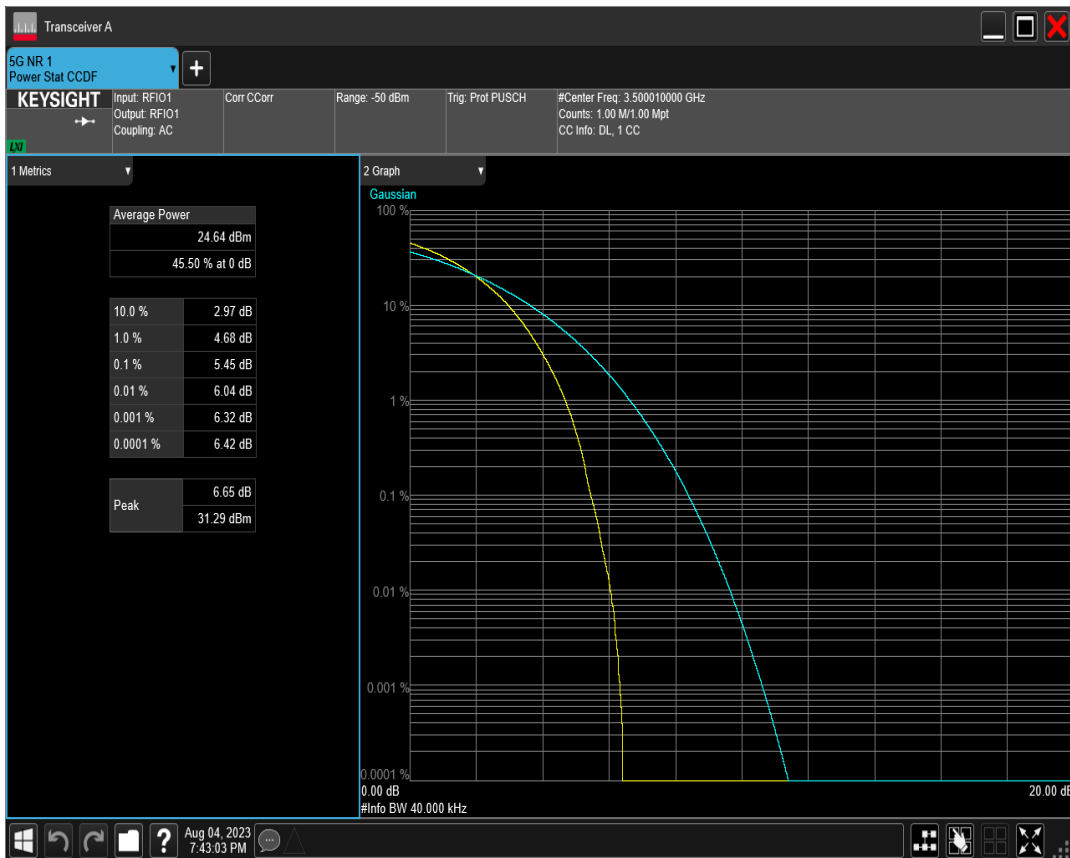 Transceiver A
5G NR 1
Power Stat CCDF
+
KEYSIGHT
LXI
Input: RFIO1
Output: RFIO1
Coupling: AC
Corr CCorr
Range: -50 dBm
Trig: Prot PUSCH
#Center Freq: 3.500010000 GHz
Counts: 1.00 M/1.00 Mpt
CC Info: DL, 1 CC
1 Metrics
Average Power
24.64 dBm
45.50 % at 0 dB
10.0 % 2.97 dB
1.0 % 4.68 dB
0.1 % 5.45 dB
0.01 % 6.04 dB
0.001 % 6.32 dB
0.0001 % 6.42 dB
Peak
6.65 dB
31.29 dBm
2 Graph
Gaussian
100 %
10 %
1 %
0.1 %
0.01 %
0.001 %
0.0001 %
0.00 dB 20.00 dB
#Info BW 40.000 kHz
? Aug 04, 2023
7:43:03 PM